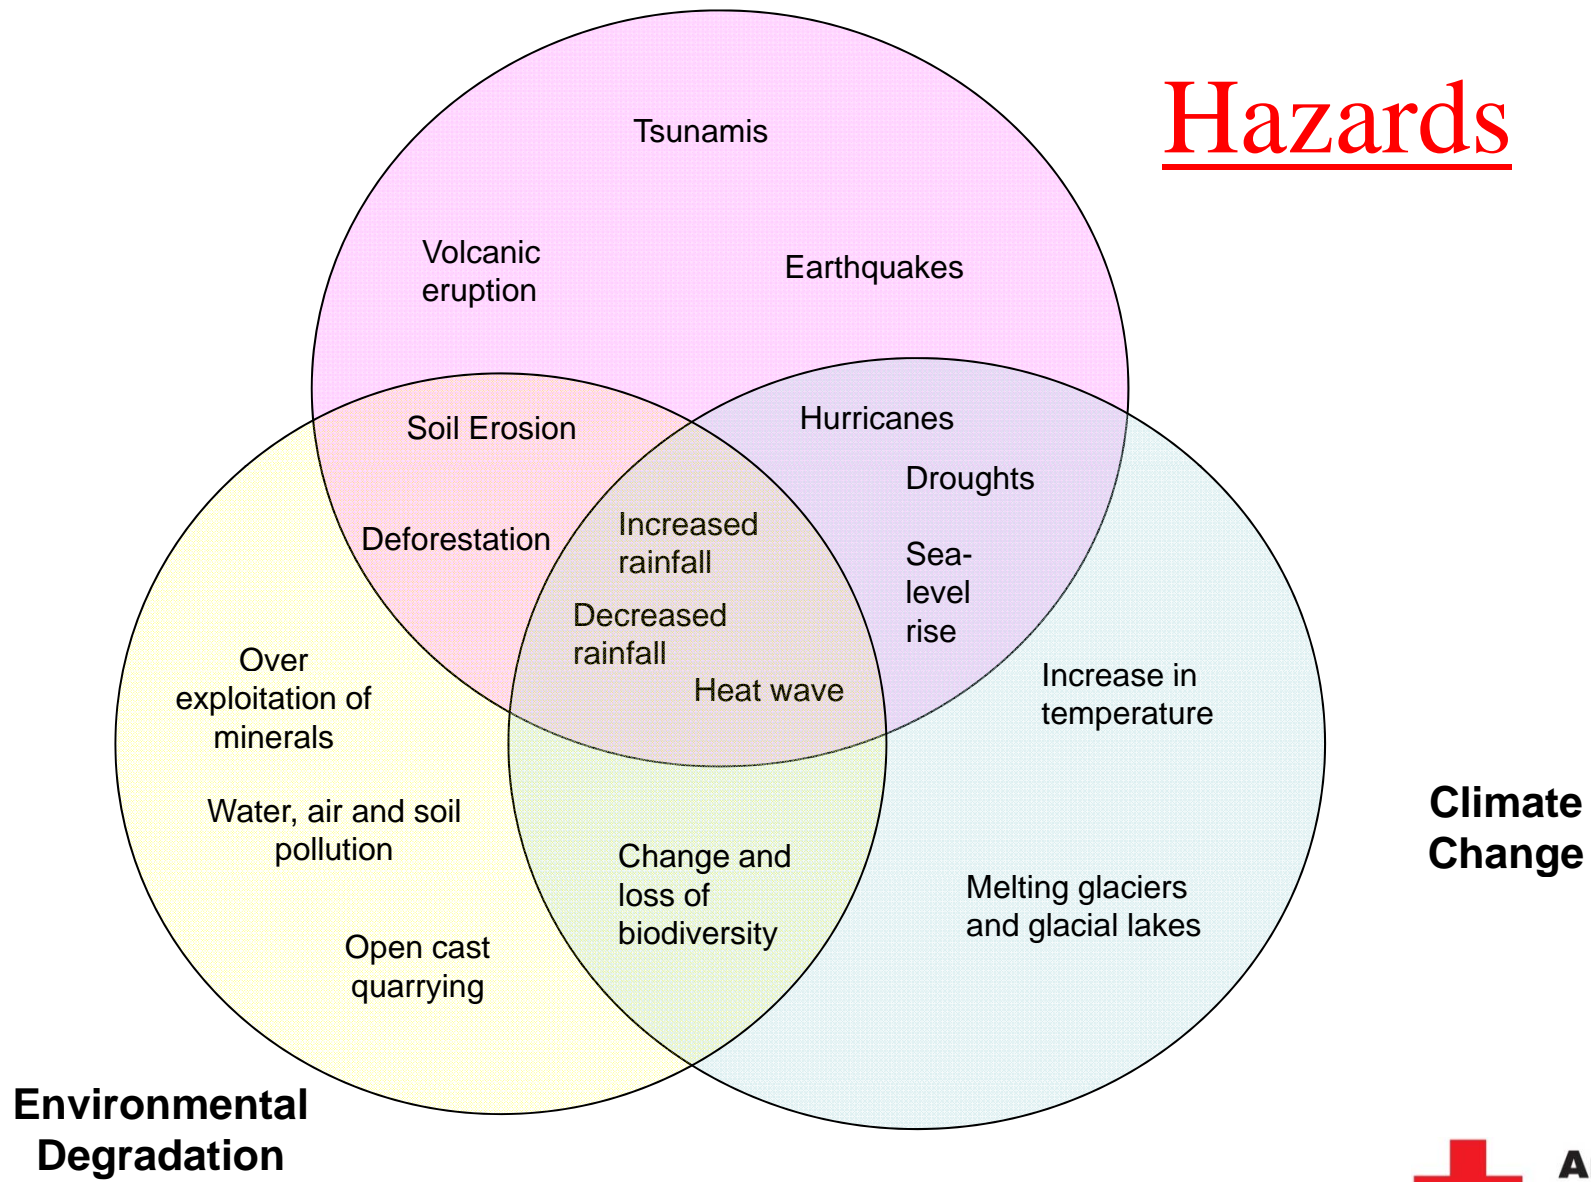 Hazards
Tsunamis
Volcanic
eruption
Earthquakes
Soil Erosion
Hurricanes
Droughts
Deforestation
Increased
rainfall
Sea-
level
rise
Decreased
rainfall
Heat wave
Over
exploitation of
minerals
Increase in
temperature
Water, air and soil
pollution
Climate
Change
Change and
loss of
biodiversity
Melting glaciers
and glacial lakes
Open cast
quarrying
Environmental
Degradation